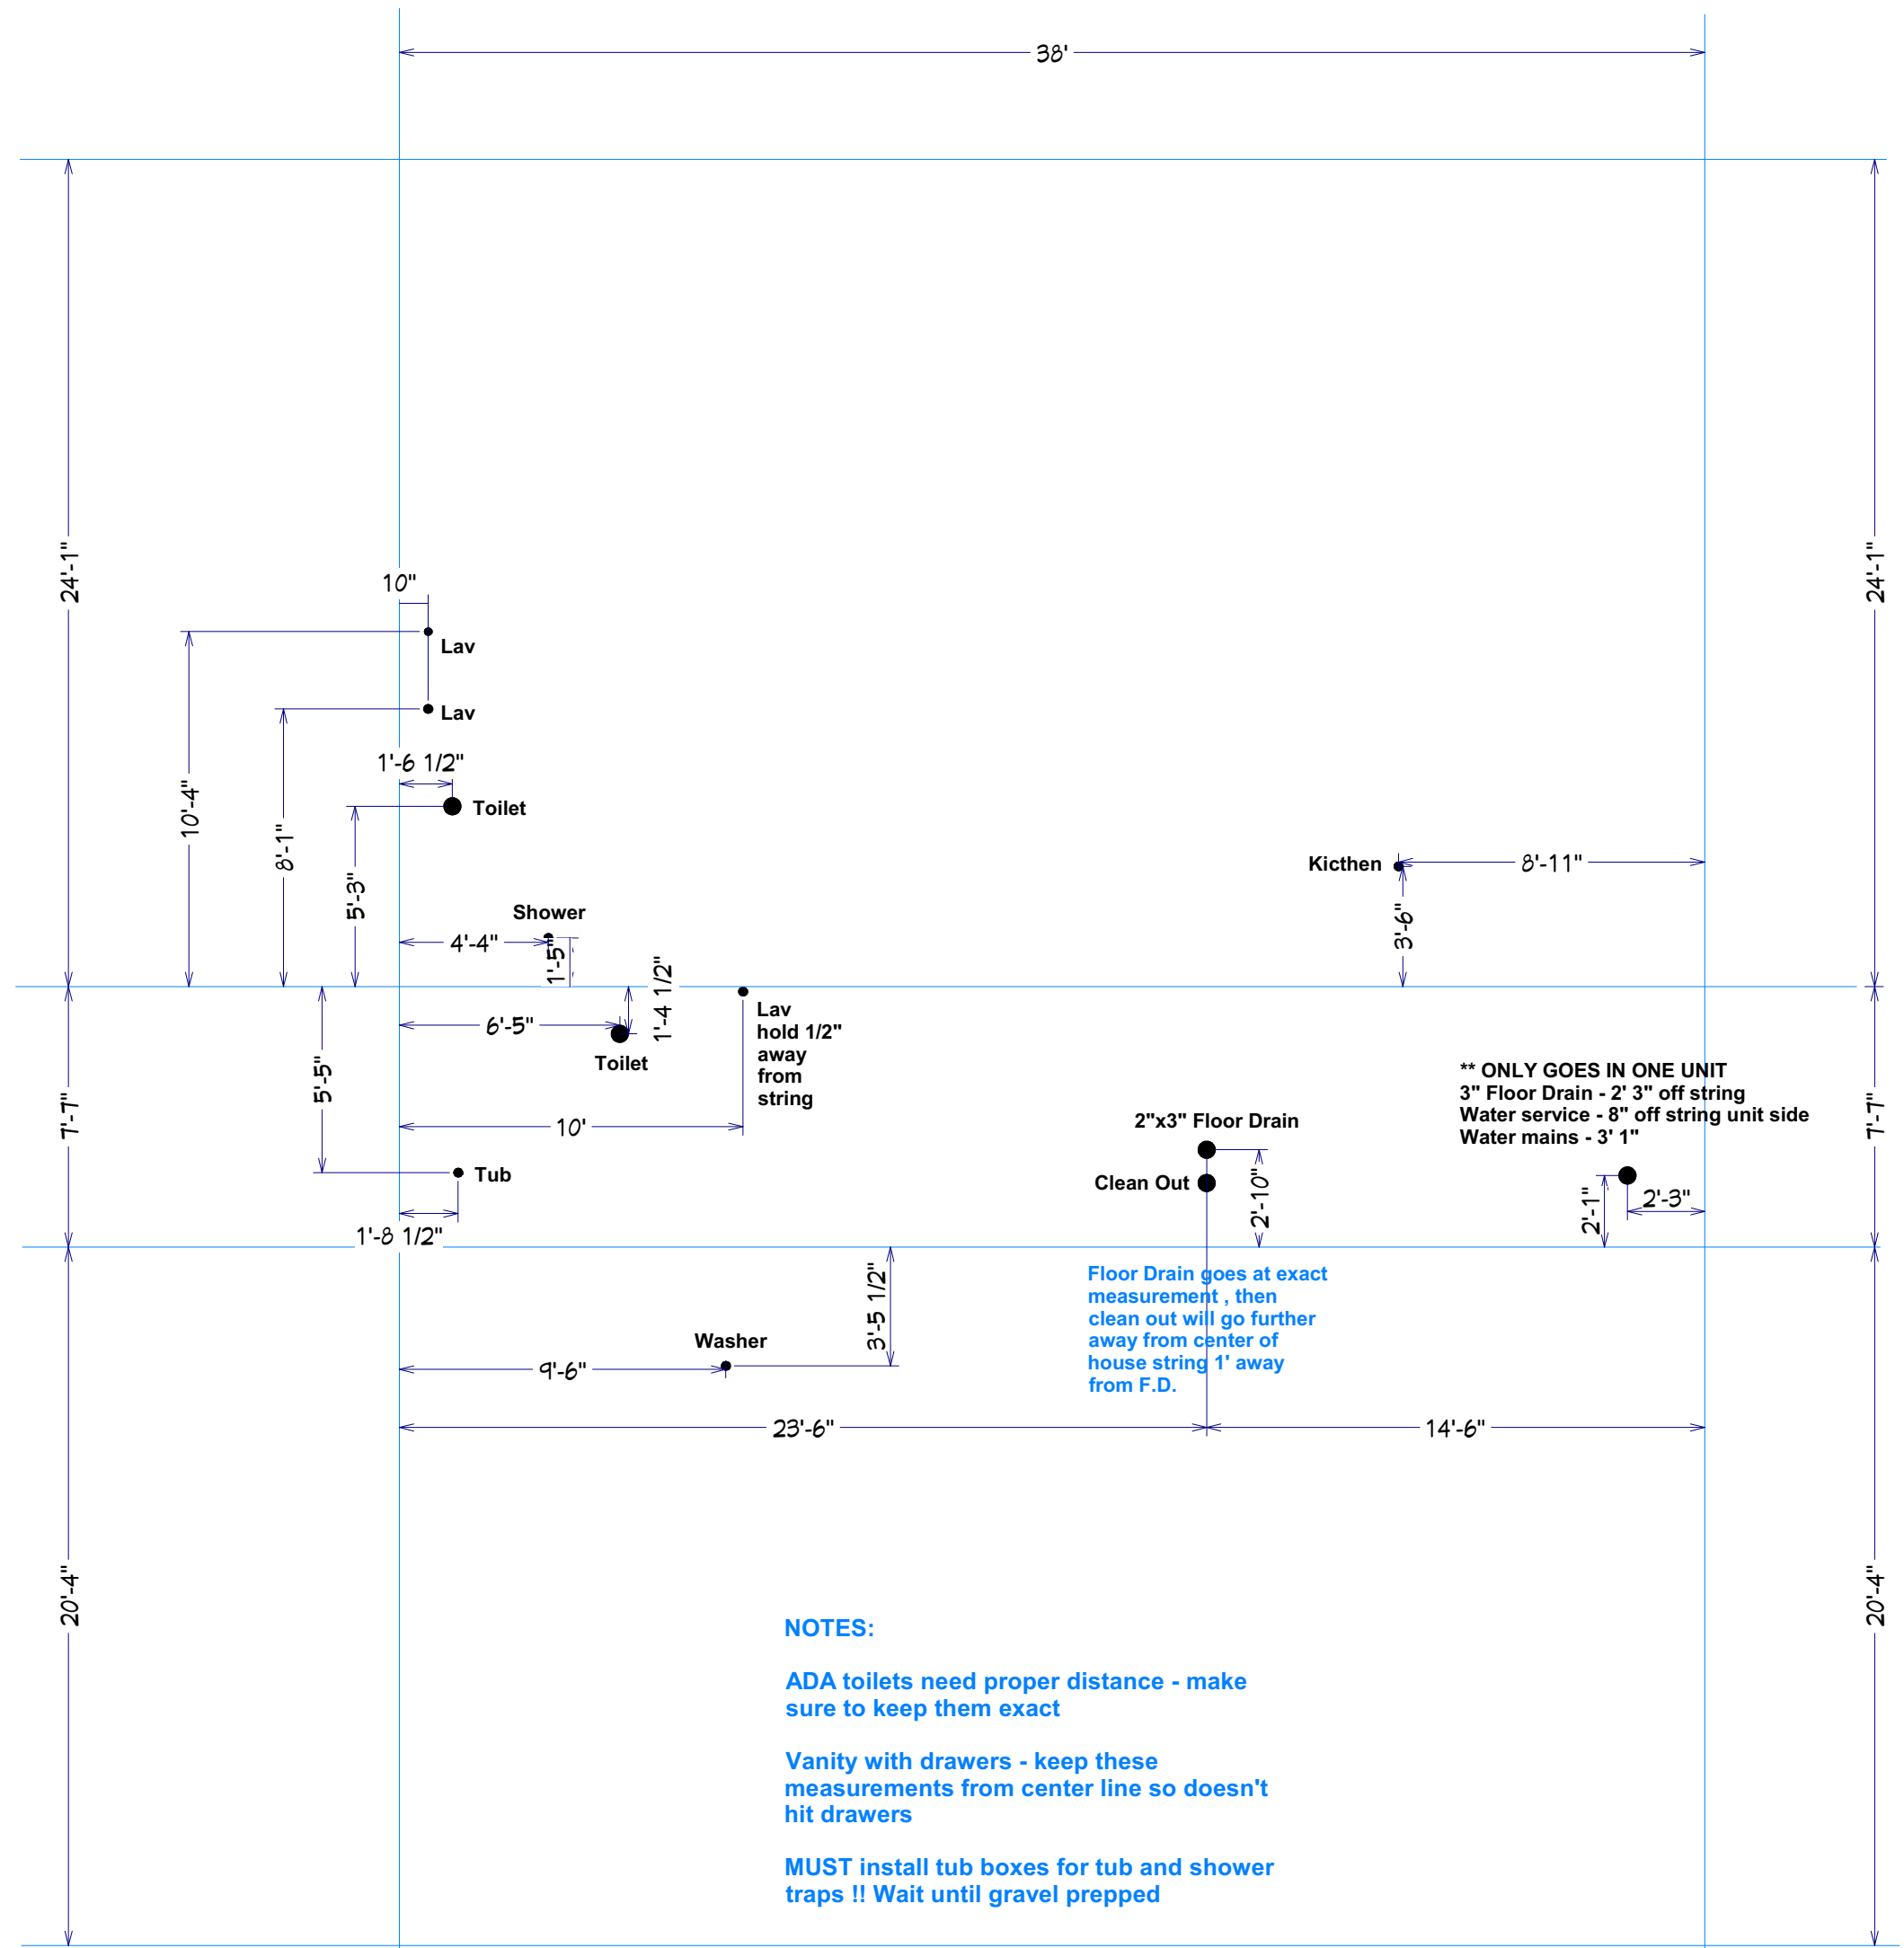 38'
24'-1"
24'-1"
10"
Lav
Lav
10'-4"
8'-1"
1'-6 1/2"
Toilet
5'-3"
Kicthen
8'-11"
3'-6"
Shower
4'-4"
1'-5"
1'-4 1/2"
6'-5"
Toilet
Lav
hold 1/2"
away
from
string
5'-5"
7'-7"
7'-7"
10'
** ONLY GOES IN ONE UNIT
3" Floor Drain - 2' 3" off string
Water service - 8" off string unit side
Water mains - 3' 1"
2"x3" Floor Drain
Clean Out
2'-10"
2'-1"
2'-3"
Tub
1'-8 1/2"
3'-5 1/2"
Washer
9'-6"
Floor Drain goes at exact
measurement , then
clean out will go further
away from center of
house string 1' away
from F.D.
23'-6"
14'-6"
20'-4"
20'-4"
NOTES:
ADA toilets need proper distance - make
sure to keep them exact
Vanity with drawers - keep these
measurements from center line so doesn't
hit drawers
MUST install tub boxes for tub and shower
traps !! Wait until gravel prepped